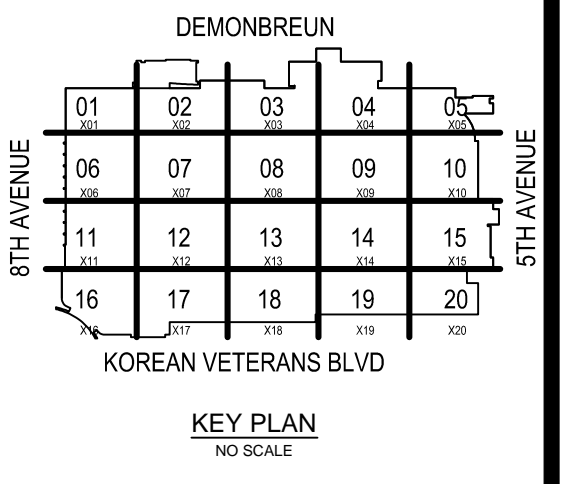 DEMONBREUN
01 02 03 04 05
X01 X02 X03 X04 X05
06 07 08 09 10
X06 X07 X08 X09 X10
11 12 13 14 15
X11 X12 X13 X14 X15
16 17 18 19 20
X16 X17 X18 X19 X20
8TH AVENUE
5TH AVENUE
KOREAN VETERANS BLVD
KEY PLAN
NO SCALE